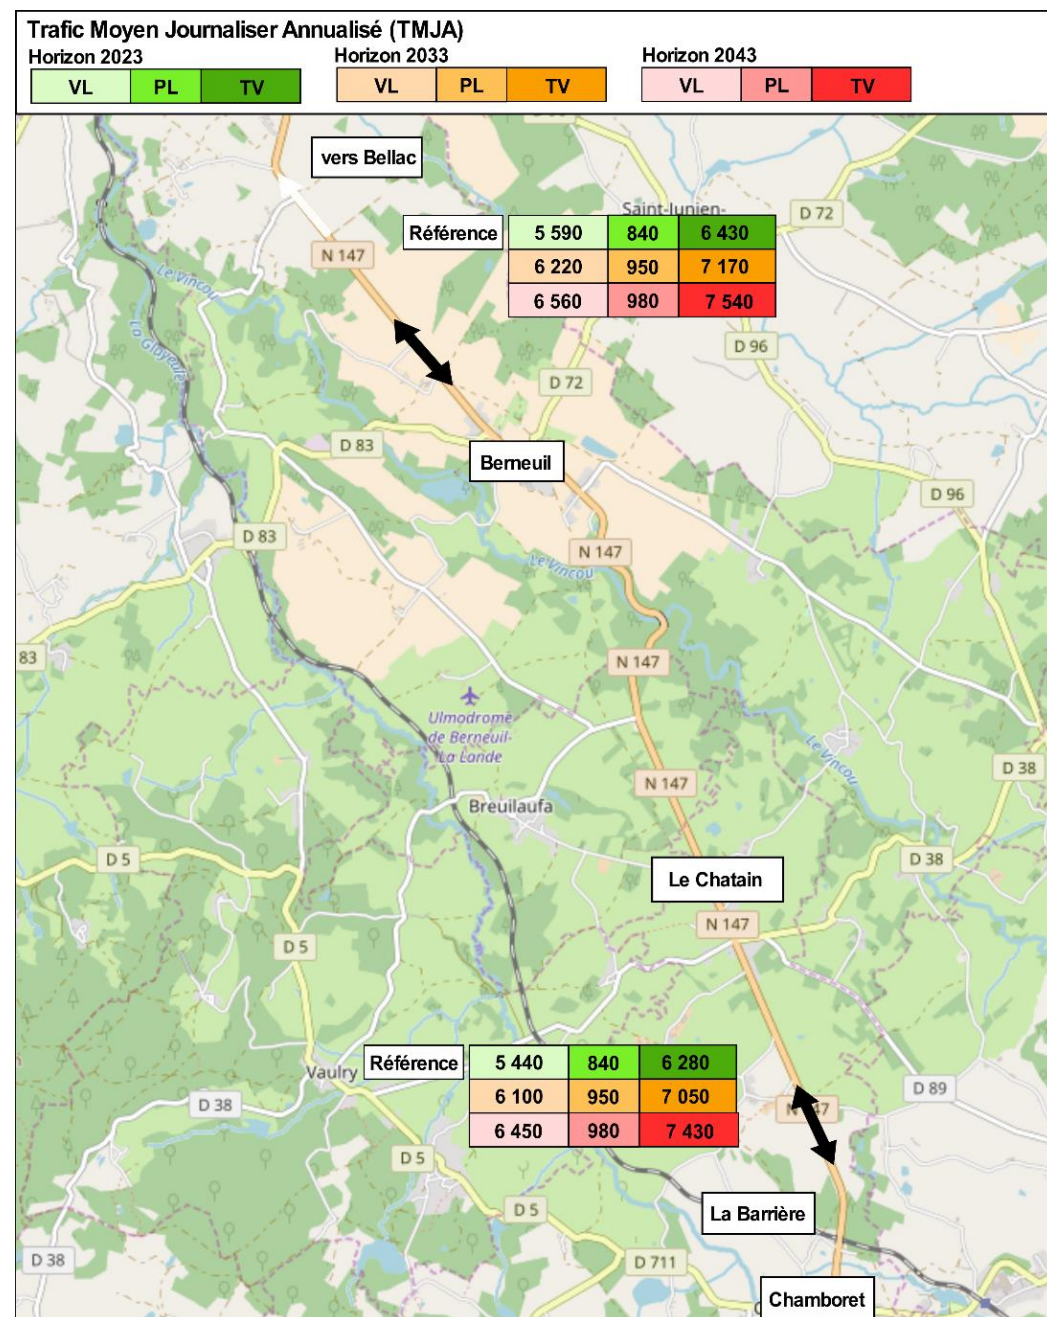 Trafic Moyen Journaliser Annualisé (TMJA)
Horizon 2023
Horizon 2033
Horizon 2043
VL PL TV
VL PL TV
VL PL TV
vers Bellac
Saint-Junien-
D 72
Référence
5 590 840 6 430
6 220 950 7 170
6 560 980 7 540
N 147
Le Vincou
La Glayeule
D 96
D 72
D 83
Berneuil
D 96
D 83
N 147
Le Vincou
83
N 147
Ulmodrome
de Berneuil-
La Lande
Le Vincou
N 147
D 38
Breuilaufa
D 5
D 38
Le Chatain
N 147
D 5
Référence
5 440 840 6 280
6 100 950 7 050
6 450 980 7 430
Vaulry
D 38
D 89
N 147
D 5
D 5
La Barrière
D 38
D 711
Chamboret